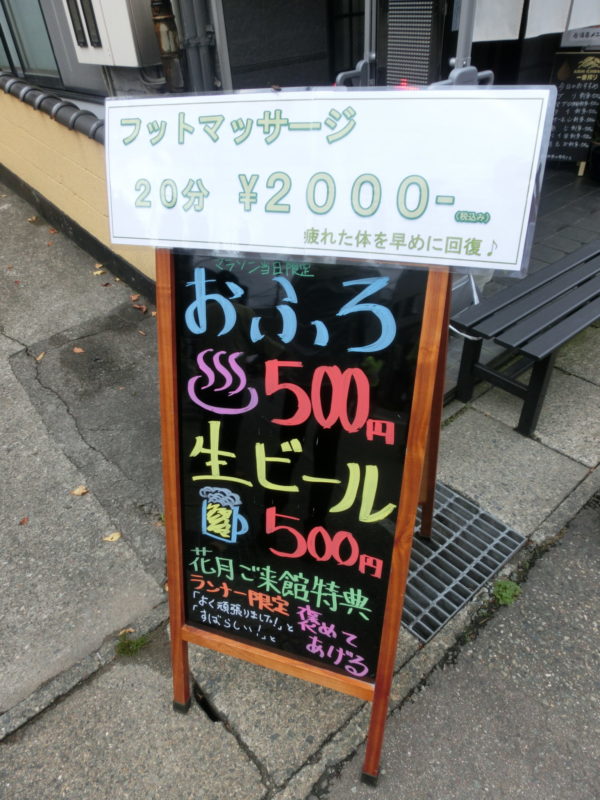 フットマッサージ
20分 ¥2000-
(税込み)
疲れた体を早めに回復♪
マラソン当日限定
おふろ
500円
生ビール
500円
花月ご来館特典
ランナー限定
「よく頑張りました!」と
「すばらしい!」と
褒めて
あげる